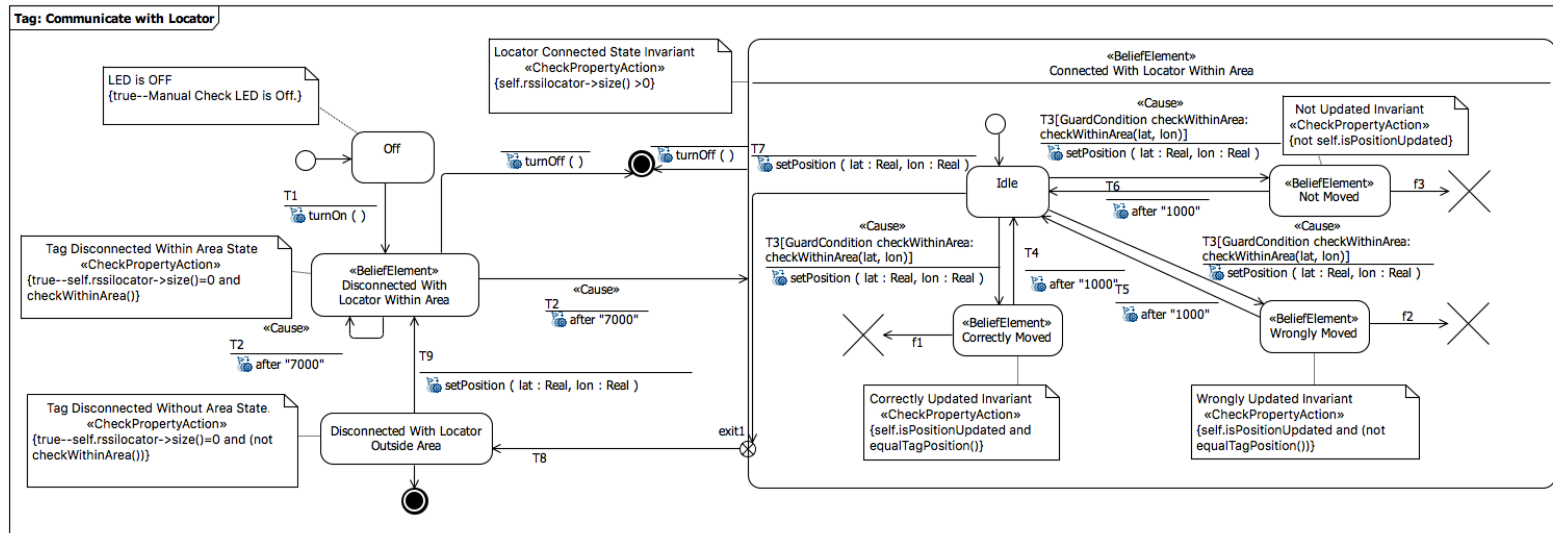 Tag: Communicate with Locator
LED is OFF
{true--Manual Check LED is Off.}
Off
T1
turnOn ( )
Tag Disconnected Within Area State
«CheckPropertyAction»
{true--self.rssilocator->size()=0 and
checkWithinArea()}
«BeliefElement»
Disconnected With
Locator Within Area
«Cause»
T2
after "7000"
«Cause»
T2
after "7000"
T9
setPosition ( lat : Real, lon : Real )
Tag Disconnected Without Area State
«CheckPropertyAction»
{true--self.rssilocator->size()=0 and (not
checkWithinArea())}
Disconnected With Locator
Outside Area
T8
exit1
turnOff ( )
turnOff ( )
Locator Connected State Invariant
«CheckPropertyAction»
{self.rssilocator->size() >0}
«BeliefElement»
Connected With Locator Within Area
T7
setPosition ( lat : Real, lon : Real )
Idle
«Cause»
T3[GuardCondition checkWithinArea:
checkWithinArea(lat, lon)]
setPosition ( lat : Real, lon : Real )
Not Updated Invariant
«CheckPropertyAction»
{not self.isPositionUpdated}
«BeliefElement»
Not Moved
f3
T6
after "1000"
«Cause»
T3[GuardCondition checkWithinArea:
checkWithinArea(lat, lon)]
setPosition ( lat : Real, lon : Real )
T4
after "1000"
«Cause»
T3[GuardCondition checkWithinArea:
checkWithinArea(lat, lon)]
setPosition ( lat : Real, lon : Real )
T5
after "1000"
«BeliefElement»
Correctly Moved
f1
«BeliefElement»
Wrongly Moved
f2
Correctly Updated Invariant
«CheckPropertyAction»
{self.isPositionUpdated and
equalTagPosition()}
Wrongly Updated Invariant
«CheckPropertyAction»
{self.isPositionUpdated and (not
equalTagPosition())}